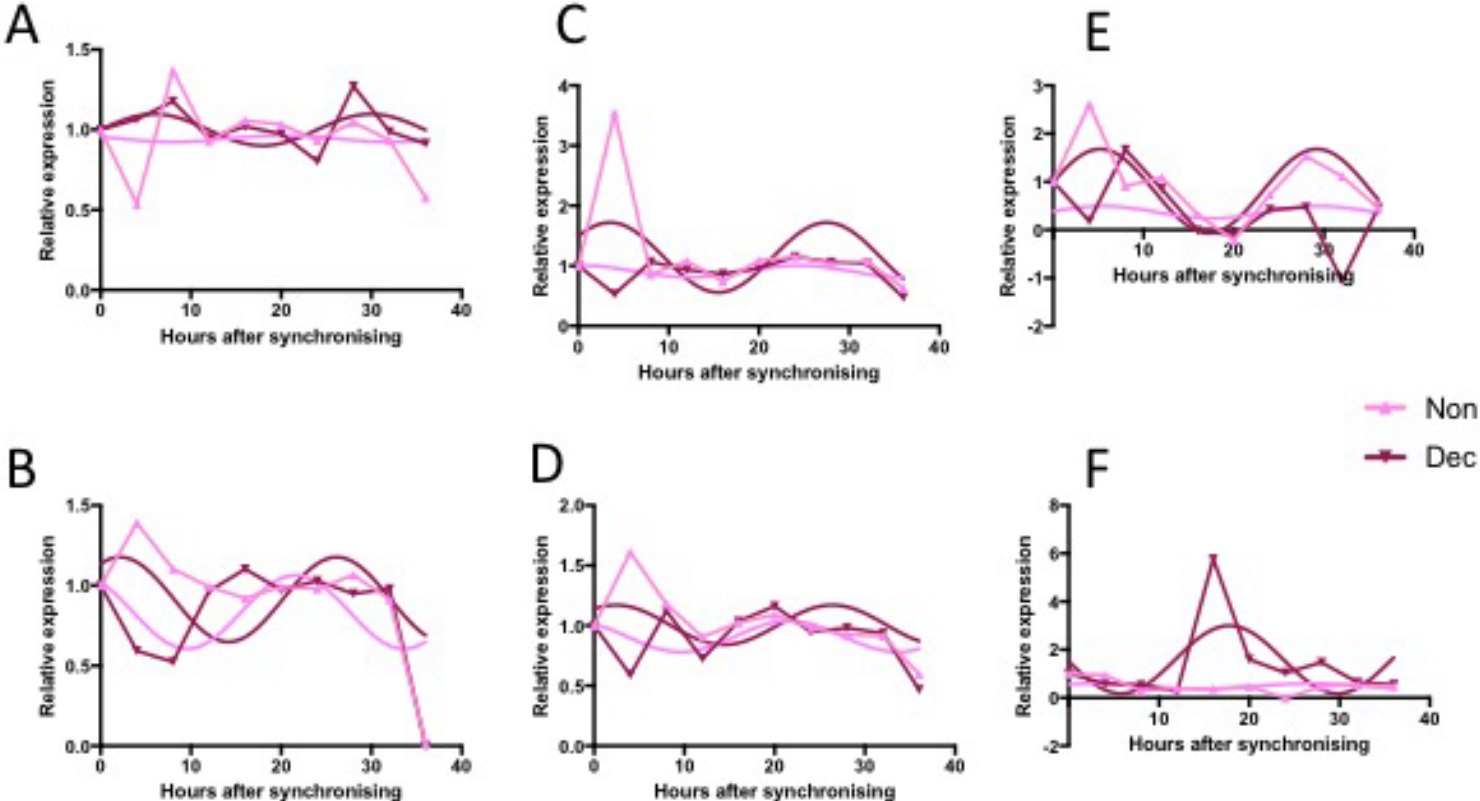 A
1.5
1.0
0.5
0.0
Relative expression
0 10 20 30 40
Hours after synchronising
C
4
3
2
1
0
Relative expression
0 10 20 30 40
Hours after synchronising
E
3
2
1
0
-1
-2
Relative expression
10 20 30 40
Hours after synchronising
Non
Dec
B
1.5
1.0
0.5
0.0
Relative expression
0 10 20 30 40
Hours after synchronising
D
2.0
1.5
1.0
0.5
0.0
Relative expression
0 10 20 30 40
Hours after synchronising
F
8
6
4
2
0
-2
Relative expression
10 20 30 40
Hours after synchronising